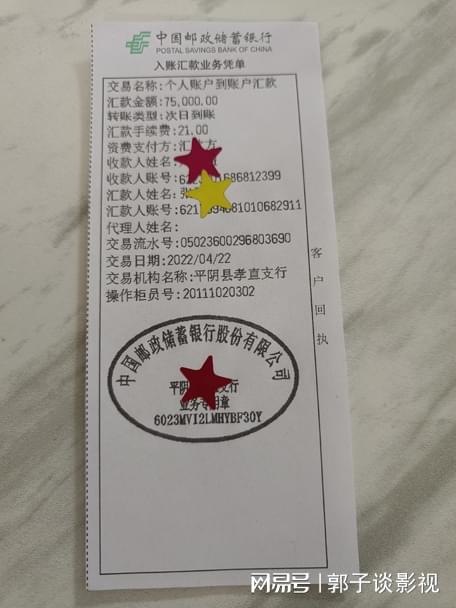 中国邮政储蓄银行
POSTAL SAVINGS BANK OF CHINA
入账汇款业务凭单
交易名称:个人账户到账户汇款
汇款金额:75,000.00
转账类型:次日到账
汇款手续费:21.00
资费支付方:汇 方
收款人姓名:
收款人账号:62 686812399
汇款人姓名:张
汇款人账号:621 94081010682911
代理人姓名:
交易流水号:05023600296803690
交易日期:2022/04/22
交易机构名称:平阴县孝直支行
操作柜员号:20111020302
客户回执
中国邮政储蓄银行股份有限公司
平阴 支行
业务专用章
6023MVI2LMHYBF3OY
网易号 | 郭子谈影视